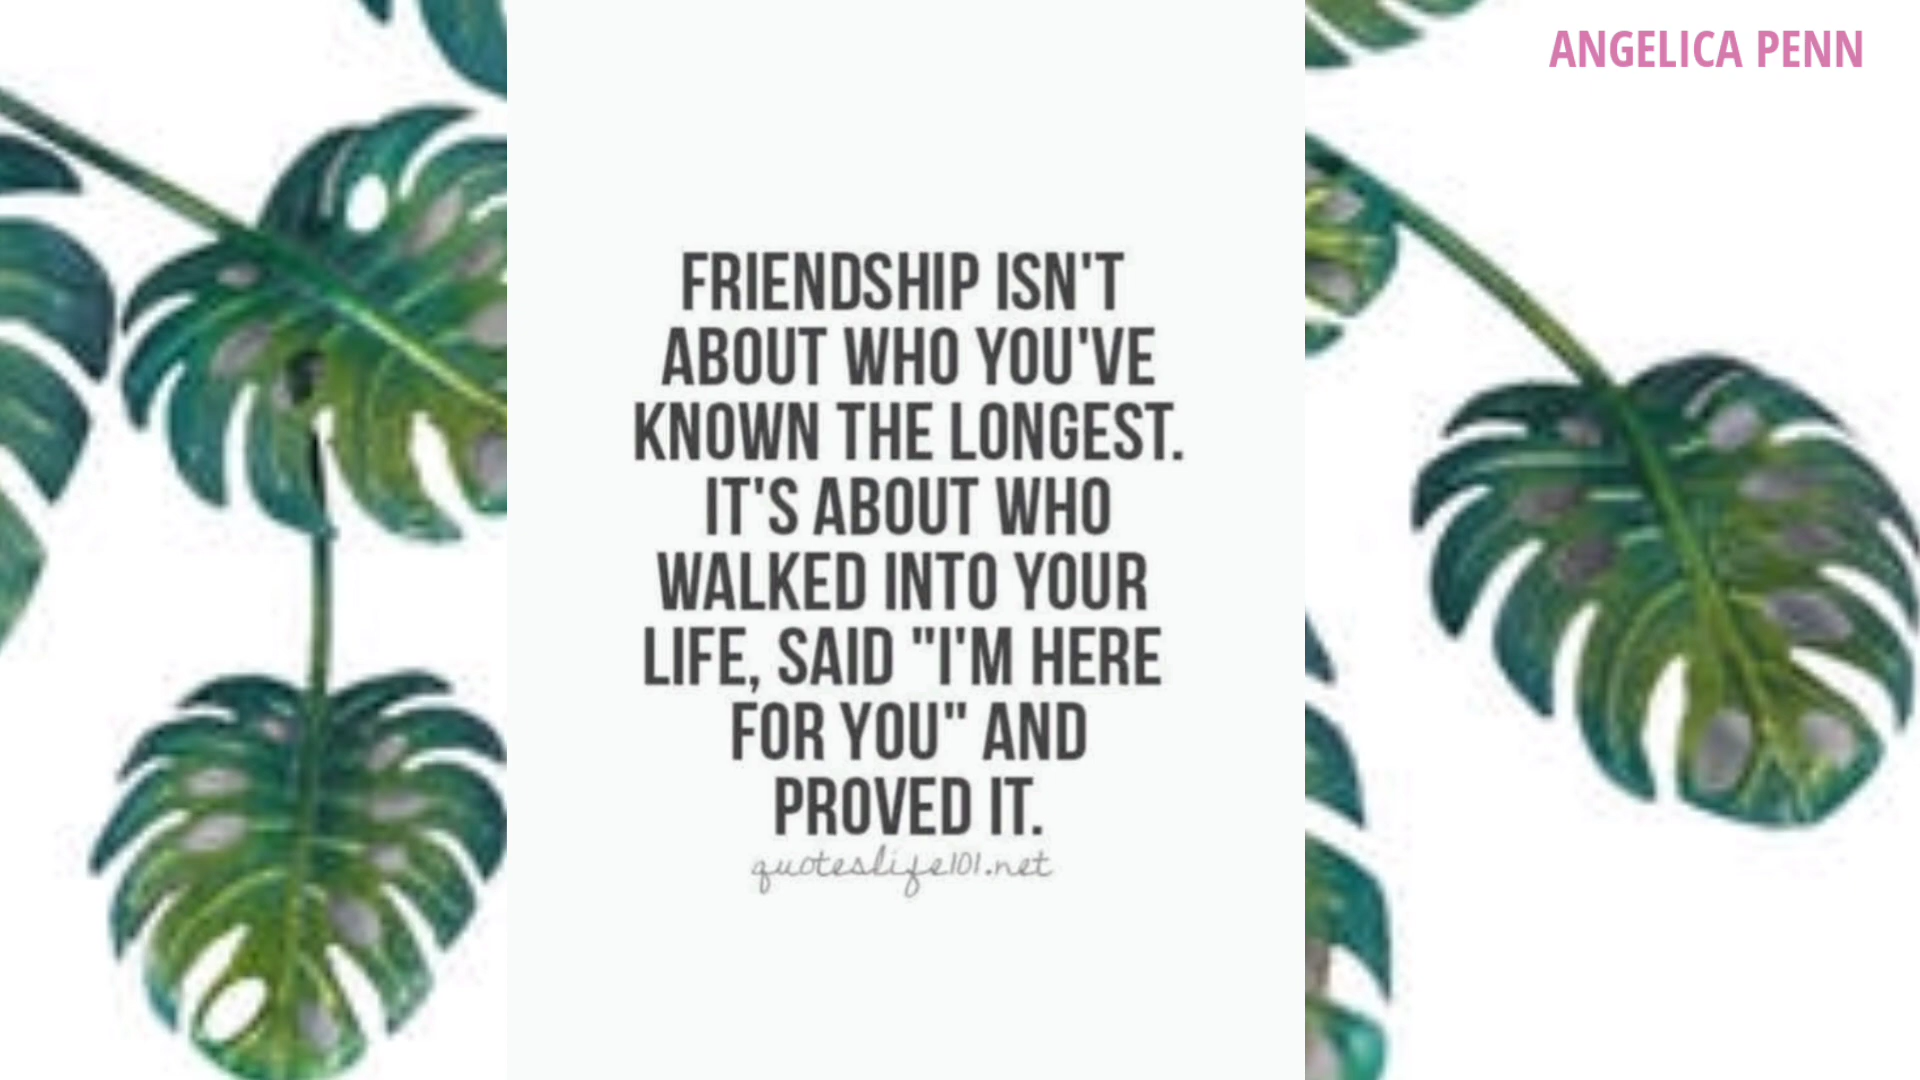 ANGELICA PENN
FRIENDSHIP ISN'T
ABOUT WHO YOU'VE
KNOWN THE LONGEST.
IT'S ABOUT WHO
WALKED INTO YOUR
LIFE, SAID "I'M HERE
FOR YOU" AND
PROVED IT.
quoteslife101.net